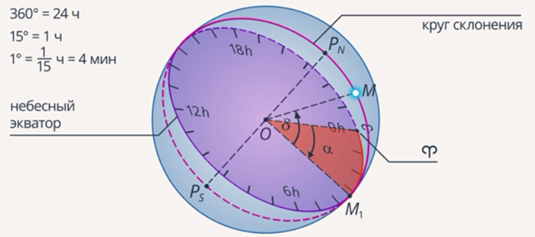 360° = 24 ч
15° = 1 ч
1° = 1/15 ч = 4 мин
круг склонения
небесный
экватор
18h
P_N
M
12h
0h
O
δ
α
♈
6h
P_S
M₁